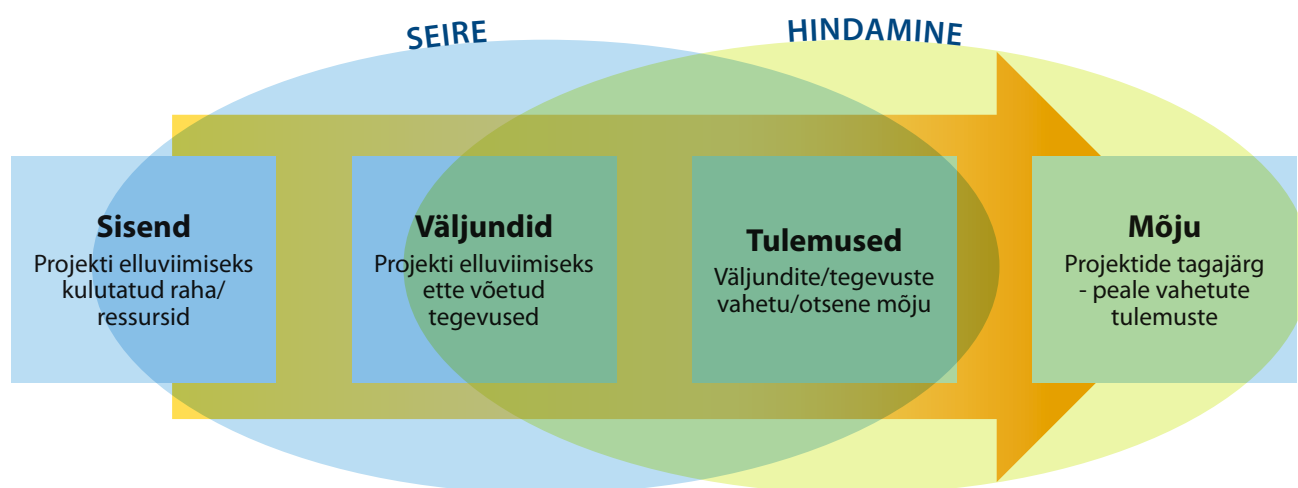 SEIRE
HINDAMINE
Sisend
Projekti elluviimiseks
kulutatud raha/
ressursid
Väljundid
Projekti elluviimiseks
ette võetud
tegevused
Tulemused
Väljundite/tegevuste
vahetu/otsene mõju
Mõju
Projektide tagajärg
- peale vahetute
tulemuste